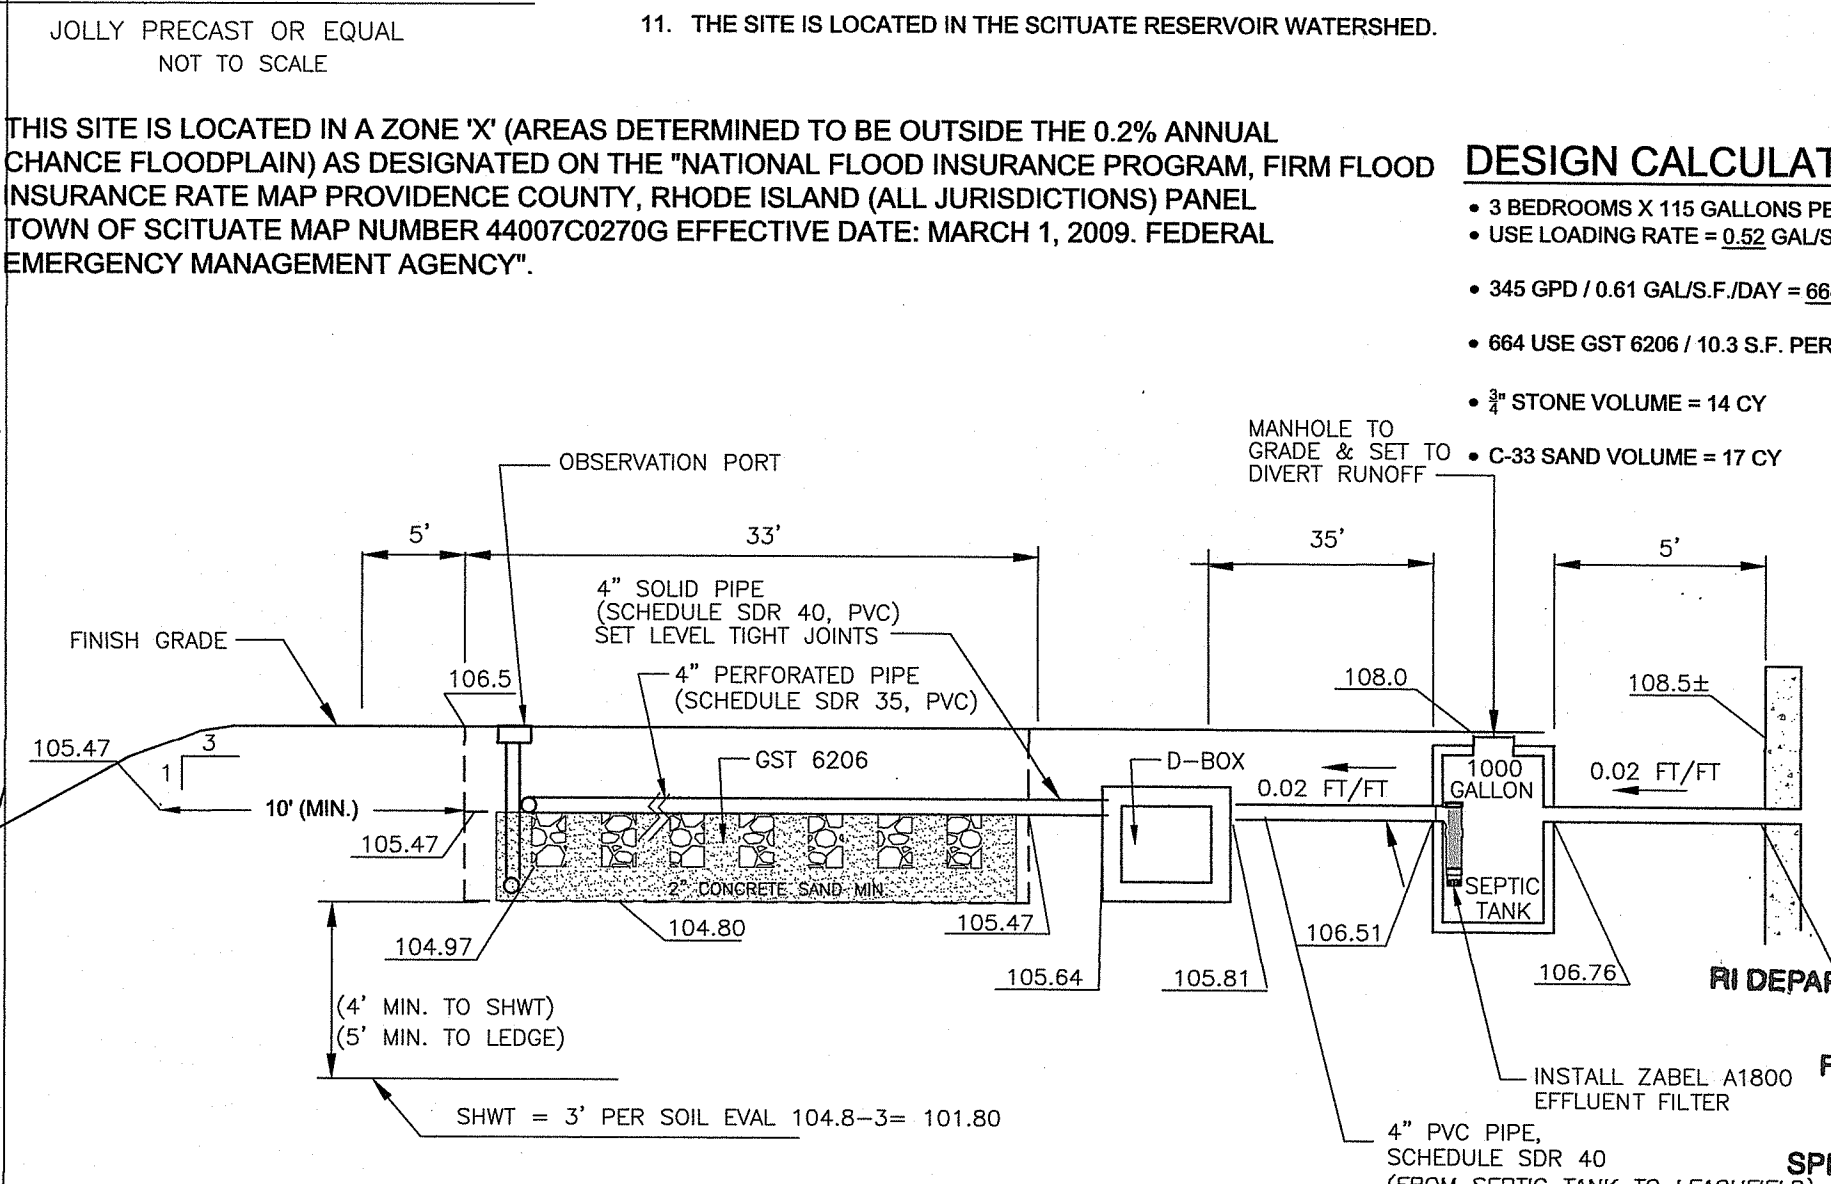 JOLLY PRECAST OR EQUAL
NOT TO SCALE
11. THE SITE IS LOCATED IN THE SCITUATE RESERVOIR WATERSHED.
THIS SITE IS LOCATED IN A ZONE 'X' (AREAS DETERMINED TO BE OUTSIDE THE 0.2% ANNUAL
CHANCE FLOODPLAIN) AS DESIGNATED ON THE "NATIONAL FLOOD INSURANCE PROGRAM, FIRM FLOOD
INSURANCE RATE MAP PROVIDENCE COUNTY, RHODE ISLAND (ALL JURISDICTIONS) PANEL
TOWN OF SCITUATE MAP NUMBER 44007C0270G EFFECTIVE DATE: MARCH 1, 2009. FEDERAL
EMERGENCY MANAGEMENT AGENCY".
DESIGN CALCULAT
• 3 BEDROOMS X 115 GALLONS PE
• USE LOADING RATE = 0.52 GAL/S
• 345 GPD / 0.61 GAL/S.F./DAY = 66
• 664 USE GST 6206 / 10.3 S.F. PER
• 3/4" STONE VOLUME = 14 CY
• C-33 SAND VOLUME = 17 CY
MANHOLE TO
GRADE & SET TO
DIVERT RUNOFF
OBSERVATION PORT
5'
33'
35'
5'
4" SOLID PIPE
(SCHEDULE SDR 40, PVC)
SET LEVEL TIGHT JOINTS
FINISH GRADE
106.5
4" PERFORATED PIPE
(SCHEDULE SDR 35, PVC)
108.0
108.5±
105.47
3
1
GST 6206
D-BOX
0.02 FT/FT
1000
GALLON
0.02 FT/FT
10' (MIN.)
105.47
2" CONCRETE SAND MIN.
SEPTIC
TANK
104.97
104.80
105.47
106.51
105.64
105.81
106.76
RI DEPAR
(4' MIN. TO SHWT)
(5' MIN. TO LEDGE)
INSTALL ZABEL A1800
EFFLUENT FILTER
SHWT = 3' PER SOIL EVAL 104.8-3= 101.80
4" PVC PIPE,
SCHEDULE SDR 40
(FROM SEPTIC TANK TO LEACHFIELD)